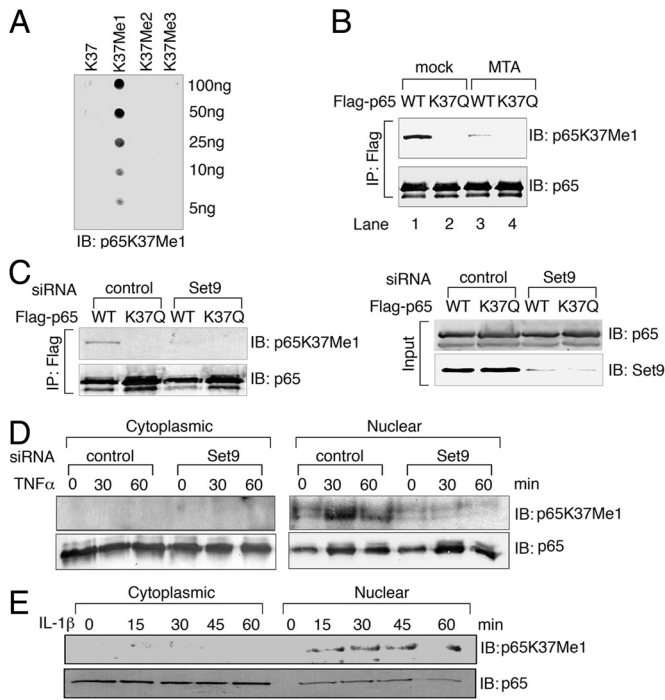 A
K37 K37Me1 K37Me2 K37Me3
100ng
50ng
25ng
10ng
5ng
IB: p65K37Me1
B
mock MTA
Flag-p65 WT K37Q WT K37Q
IP: Flag
IB: p65K37Me1
IB: p65
Lane 1 2 3 4
C
siRNA control Set9
Flag-p65 WT K37Q WT K37Q
IP: Flag
IB: p65K37Me1
IB: p65
siRNA control Set9
Flag-p65 WT K37Q WT K37Q
Input
IB: p65
IB: Set9
D
Cytoplasmic Nuclear
siRNA control Set9 control Set9
TNFα 0 30 60 0 30 60 0 30 60 0 30 60 min
IB: p65K37Me1
IB: p65
E
Cytoplasmic Nuclear
IL-1β 0 15 30 45 60 0 15 30 45 60 min
IB:p65K37Me1
IB: p65